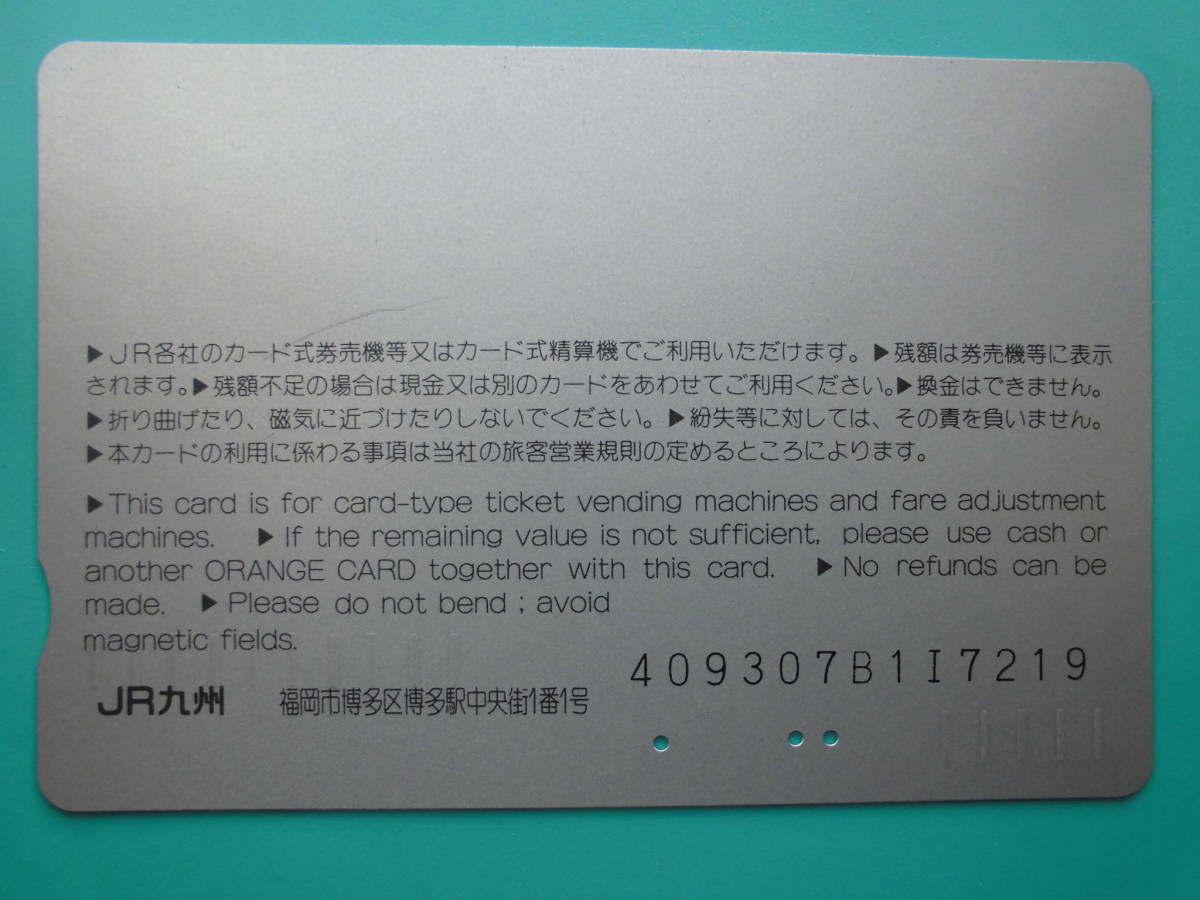 ▶JR各社のカード式券売機等又はカード式精算機でご利用いただけます。▶残額は券売機等に表示
されます。▶残額不足の場合は現金又は別のカードをあわせてご利用ください。▶換金はできません。
▶折り曲げたり、磁気に近づけたりしないでください。▶紛失等に対しては、その責を負いません。
▶本カードの利用に係わる事項は当社の旅客営業規則の定めるところによります。
▶This card is for card-type ticket vending machines and fare adjustment
machines. ▶If the remaining value is not sufficient, please use cash or
another ORANGE CARD together with this card. ▶No refunds can be
made. ▶Please do not bend ; avoid
magnetic fields.
409307B1I7219
JR九州 福岡市博多区博多駅中央街1番1号